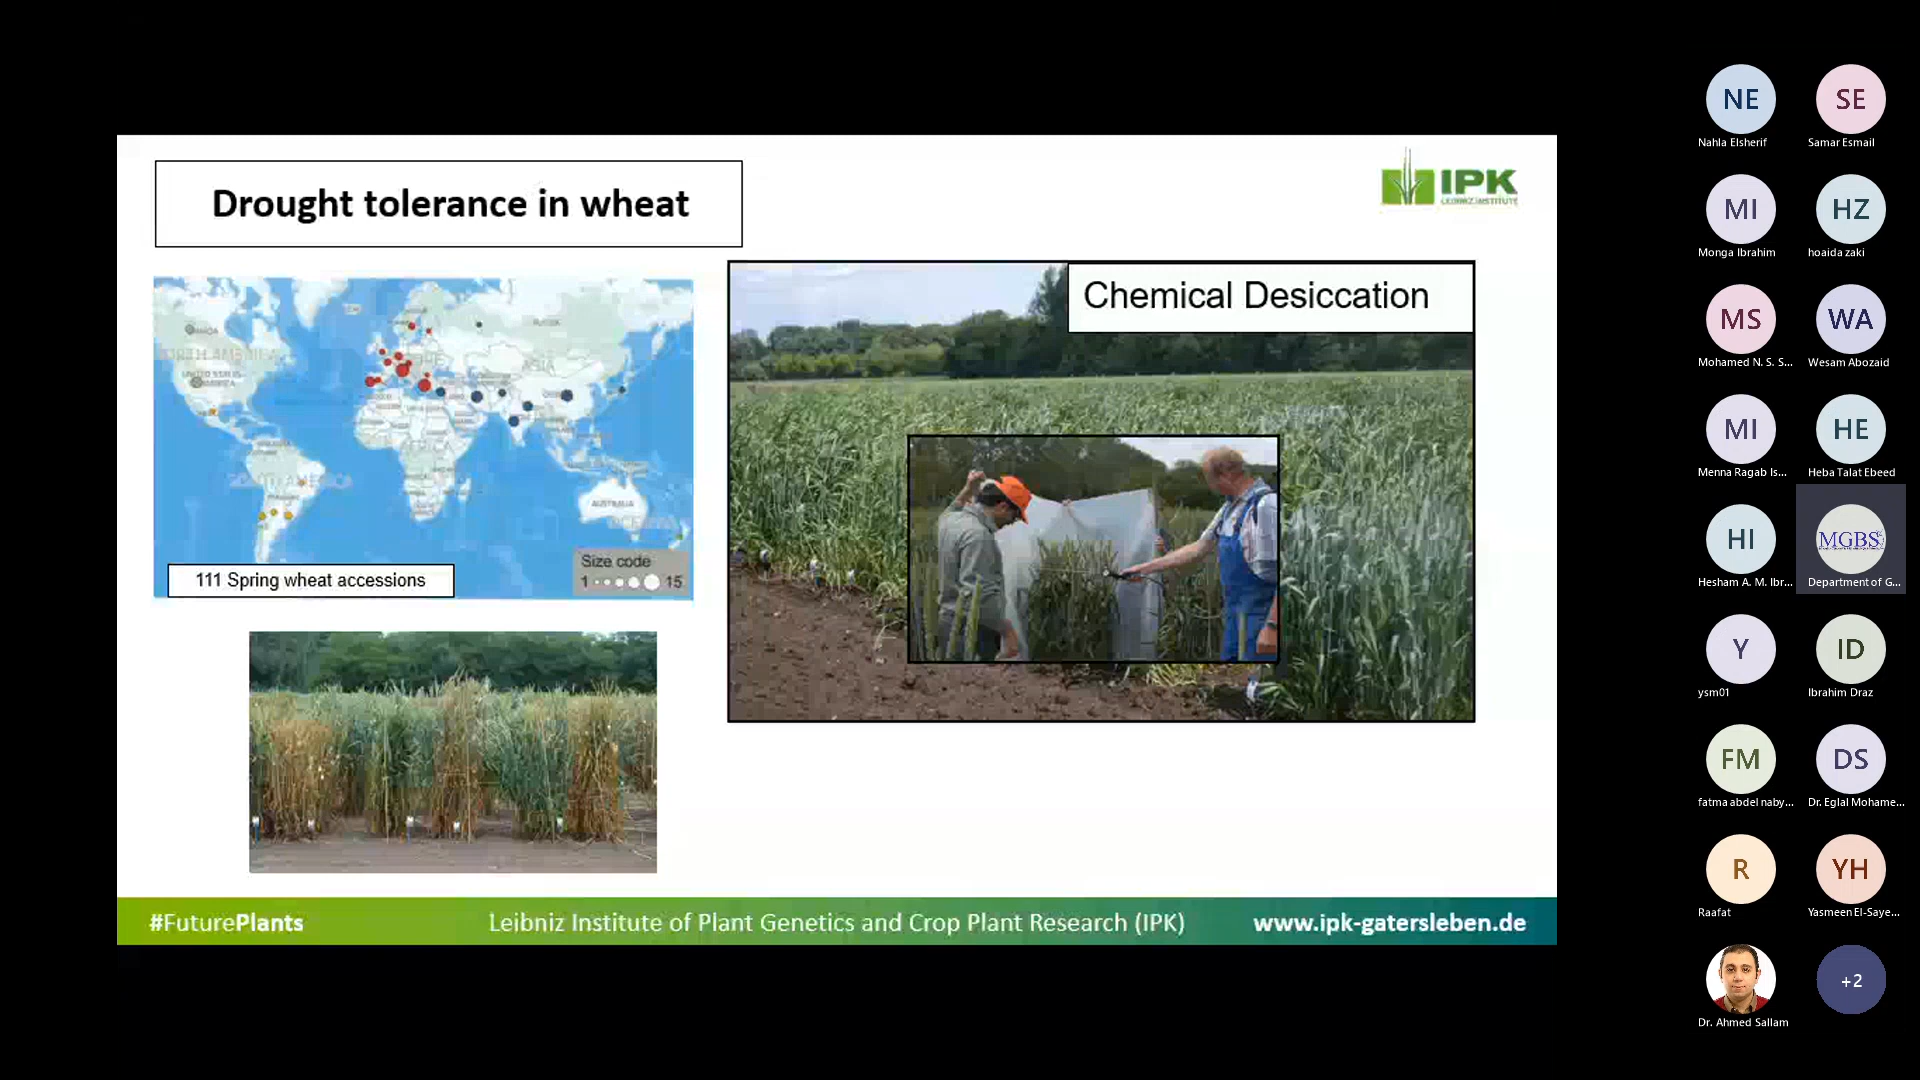 Drought tolerance in wheat
IPK
LEIBNIZ INSTITUTE
Chemical Desiccation
ASIA
AUSTRALIA
Size code
1 15
111 Spring wheat accessions
#FuturePlants
Leibniz Institute of Plant Genetics and Crop Plant Research (IPK)
www.ipk-gatersleben.de
NE
Nahla Elsherif
SE
Samar Esmail
MI
Monga Ibrahim
HZ
hoaida zaki
MS
Mohamed N. S. S...
WA
Wesam Abozaid
MI
Menna Ragab Is...
HE
Heba Talat Ebeed
HI
Hesham A. M. Ibr...
MGBS
Department of G...
Y
ysm01
ID
Ibrahim Draz
FM
fatma abdel naby...
DS
Dr. Eglal Mohame...
R
Raafat
YH
Yasmeen El-Saye...
Dr. Ahmed Sallam
+2